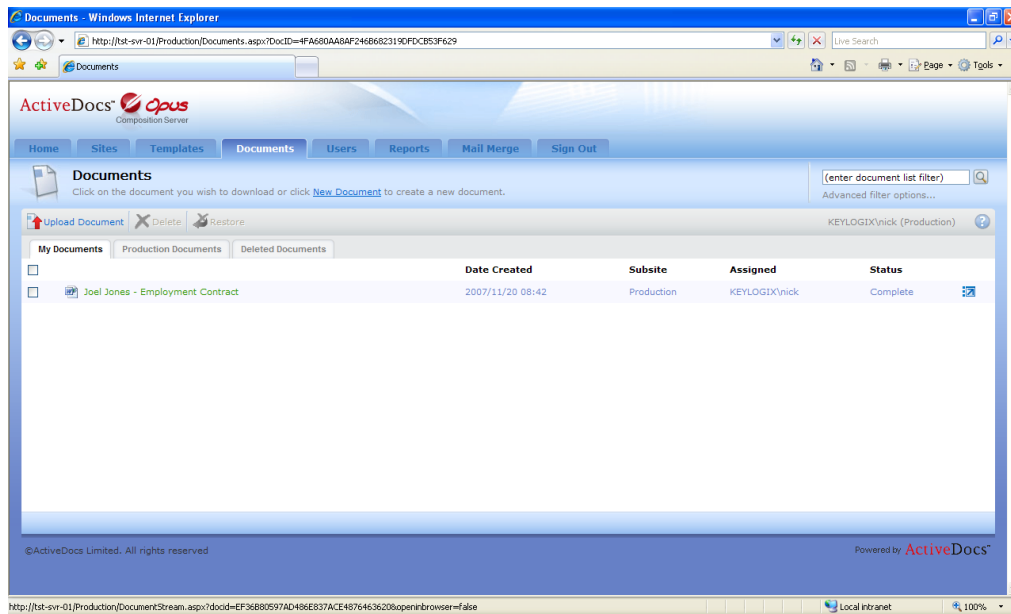 Documents - Windows Internet Explorer
http://tst-svr-01/Production/Documents.aspx?DocID=4FA680AA8AF246B682319DFDCB53F629
Live Search
Documents
Page
Tools
ActiveDocs Opus
Composition Server
Home Sites Templates Documents Users Reports Mail Merge Sign Out
Documents
Click on the document you wish to download or click New Document to create a new document.
(enter document list filter)
Advanced filter options...
Upload Document Delete Restore
KEYLOGIX\nick (Production)
My Documents Production Documents Deleted Documents
Date Created Subsite Assigned Status
Joel Jones - Employment Contract 2007/11/20 08:42 Production KEYLOGIX\nick Complete
©ActiveDocs Limited. All rights reserved
Powered by ActiveDocs™
http://tst-svr-01/Production/DocumentStream.aspx?docid=EF36B80597AD486E837ACE4876463620&openinbrowser=false
Local intranet
100%